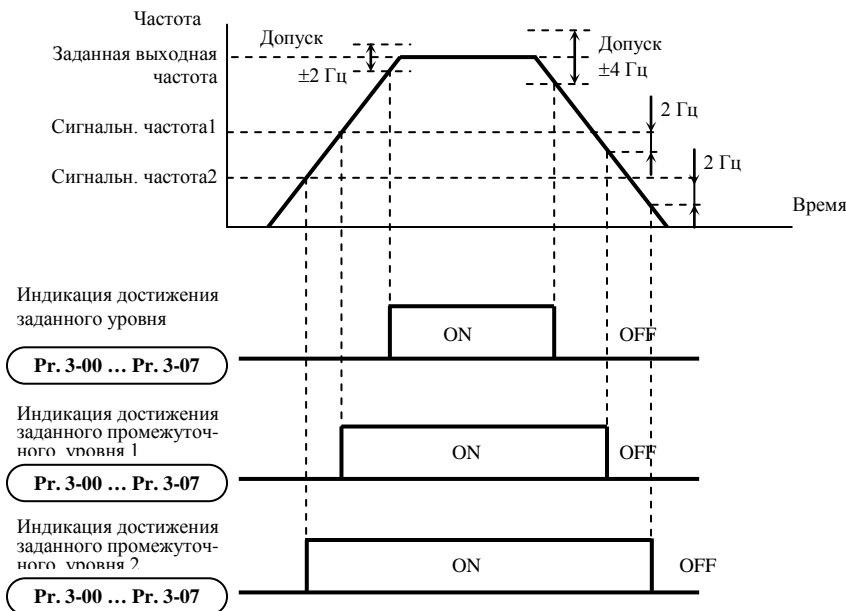 Частота
Допуск
Заданная выходная
частота
±2 Гц
Допуск
±4 Гц
Сигнальн. частота1
2 Гц
Сигнальн. частота2
2 Гц
Время
Индикация достижения
заданного уровня
ON
OFF
Pr. 3-00 … Pr. 3-07
Индикация достижения
заданного промежуточ-
ного уровня 1
ON
OFF
Pr. 3-00 … Pr. 3-07
Индикация достижения
заданного промежуточ-
ного уровня 2
ON
OFF
Pr. 3-00 … Pr. 3-07